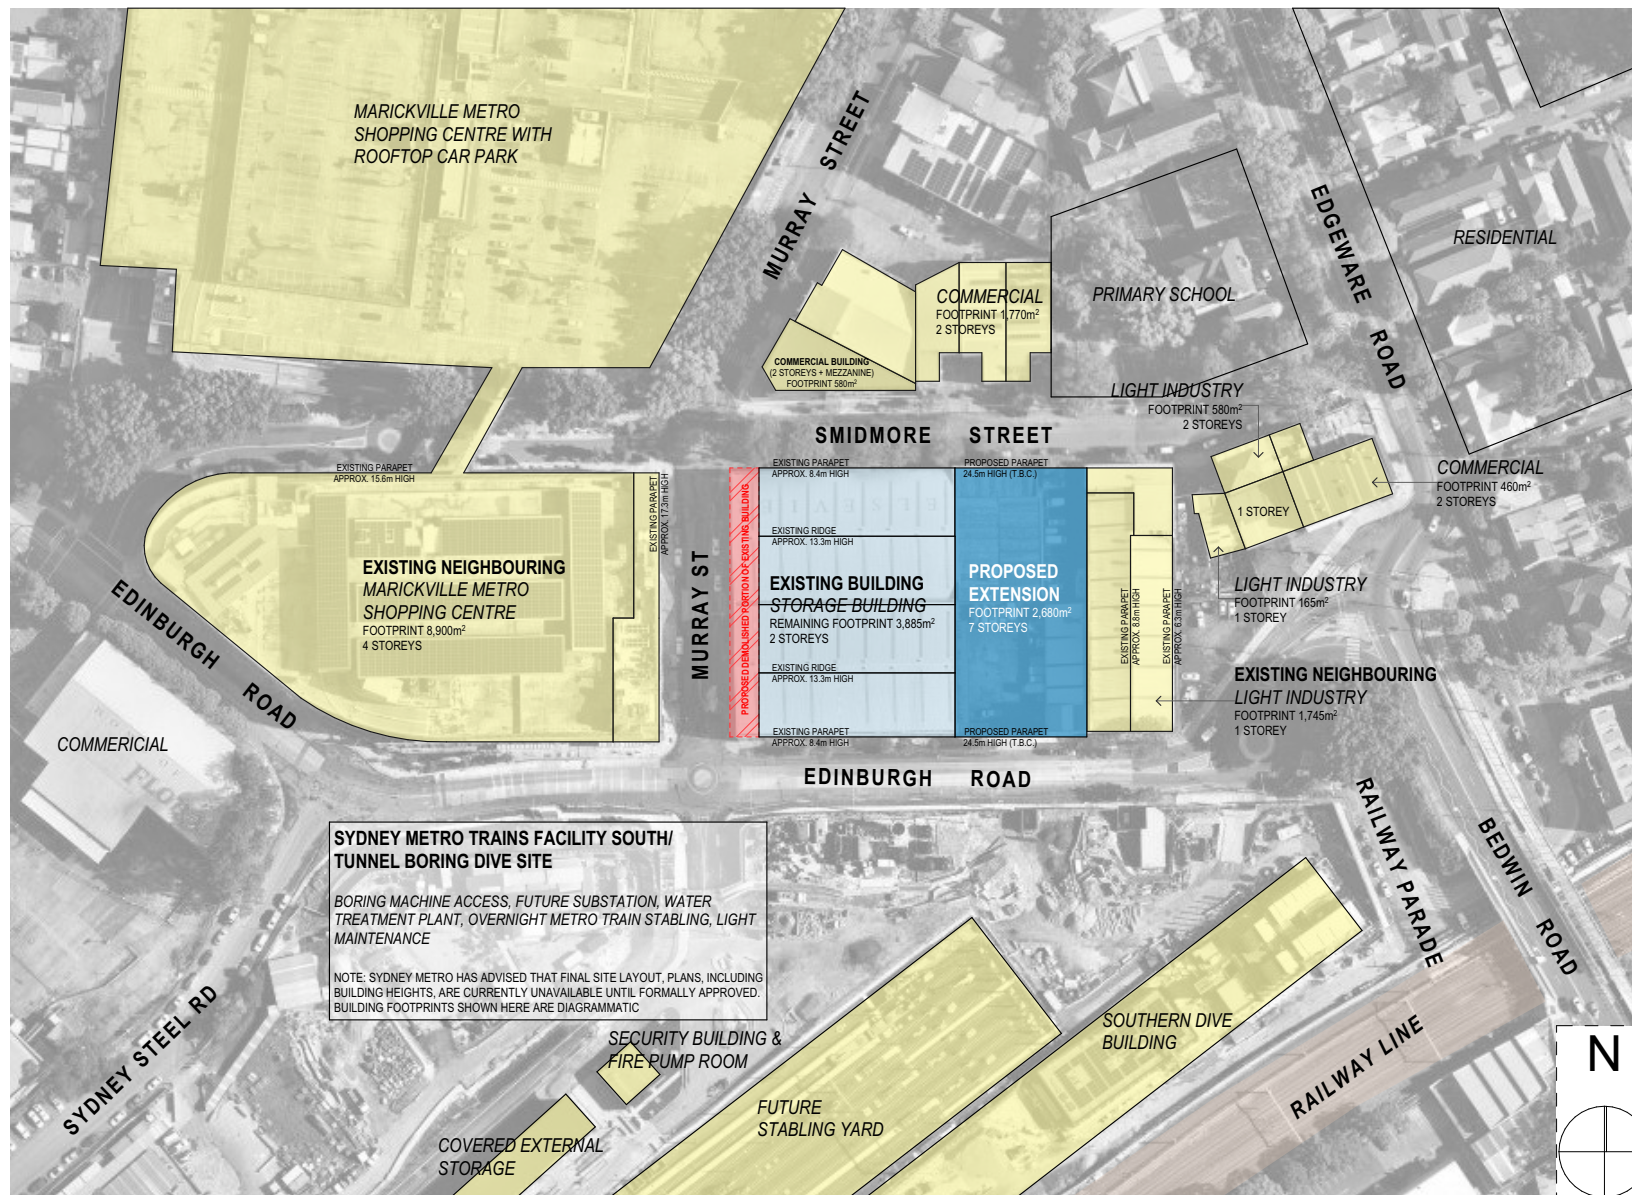 MARICKVILLE METRO
SHOPPING CENTRE WITH
ROOFTOP CAR PARK
MURRAY STREET
EDGEWARE ROAD
RESIDENTIAL
COMMERCIAL
FOOTPRINT 1,770m²
2 STOREYS
PRIMARY SCHOOL
COMMERCIAL BUILDING
(2 STOREYS + MEZZANINE)
FOOTPRINT 580m²
LIGHT INDUSTRY
FOOTPRINT 580m²
2 STOREYS
SMIDMORE STREET
COMMERCIAL
FOOTPRINT 460m²
2 STOREYS
1 STOREY
EXISTING PARAPET
APPROX. 15.6m HIGH
EXISTING PARAPET
APPROX. 17.3m HIGH
EXISTING PARAPET
APPROX. 8.4m HIGH
PROPOSED PARAPET
24.5m HIGH (T.B.C.)
EXISTING RIDGE
APPROX. 13.3m HIGH
PROPOSED DEMOLISHED PORTION OF EXISTING BUILDING
EXISTING NEIGHBOURING
MARICKVILLE METRO
SHOPPING CENTRE
FOOTPRINT 8,900m²
4 STOREYS
MURRAY ST
EXISTING BUILDING
STORAGE BUILDING
REMAINING FOOTPRINT 3,885m²
2 STOREYS
PROPOSED
EXTENSION
FOOTPRINT 2,680m²
7 STOREYS
EXISTING PARAPET
APPROX. 8.8m HIGH
EXISTING PARAPET
APPROX. 6.3m HIGH
LIGHT INDUSTRY
FOOTPRINT 165m²
1 STOREY
EXISTING NEIGHBOURING
LIGHT INDUSTRY
FOOTPRINT 1,745m²
1 STOREY
EXISTING RIDGE
APPROX. 13.3m HIGH
EXISTING PARAPET
APPROX. 8.4m HIGH
PROPOSED PARAPET
24.5m HIGH (T.B.C.)
EDINBURGH ROAD
COMMERICIAL
EDINBURGH ROAD
RAILWAY PARADE
BEDWIN ROAD
SYDNEY METRO TRAINS FACILITY SOUTH/
TUNNEL BORING DIVE SITE
BORING MACHINE ACCESS, FUTURE SUBSTATION, WATER
TREATMENT PLANT, OVERNIGHT METRO TRAIN STABLING, LIGHT
MAINTENANCE
NOTE: SYDNEY METRO HAS ADVISED THAT FINAL SITE LAYOUT, PLANS, INCLUDING
BUILDING HEIGHTS, ARE CURRENTLY UNAVAILABLE UNTIL FORMALLY APPROVED.
BUILDING FOOTPRINTS SHOWN HERE ARE DIAGRAMMATIC
SYDNEY STEEL RD
SECURITY BUILDING &
FIRE PUMP ROOM
SOUTHERN DIVE
BUILDING
RAILWAY LINE
N
FUTURE
STABLING YARD
COVERED EXTERNAL
STORAGE